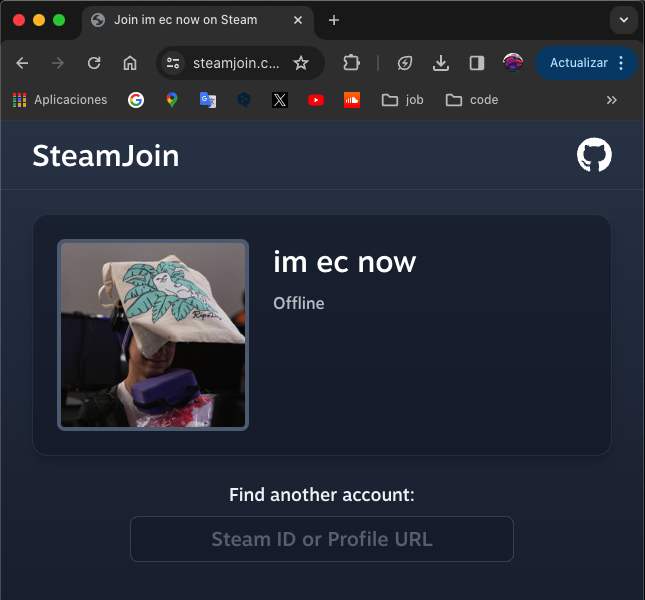 Join im ec now on Steam
steamjoin.c...
Actualizar
Aplicaciones
job
code
SteamJoin
im ec now
Offline
Find another account:
Steam ID or Profile URL